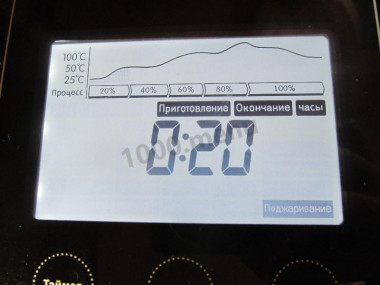 100°C
50°C
25°C
Процесс 20% 40% 60% 80% 100%
Приготовление Окончание часы
0:20
1000.menu
Поджаривание
Таймер